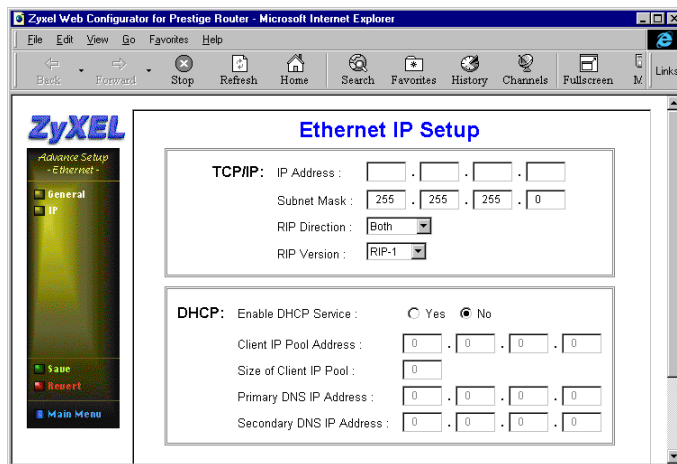 Zyxel Web Configurator for Prestige Router - Microsoft Internet Explorer
File Edit View Go Favorites Help
Back Forward Stop Refresh Home Search Favorites History Channels Fullscreen Links
ZyXEL
Advance Setup
- Ethernet -
General
IP
Save
Revert
Main Menu
Ethernet IP Setup
TCP/IP: IP Address : . . .
Subnet Mask : 255 . 255 . 255 . 0
RIP Direction : Both
RIP Version : RIP-1
DHCP: Enable DHCP Service : Yes No
Client IP Pool Address : 0 . 0 . 0 . 0
Size of Client IP Pool : 0
Primary DNS IP Address : 0 . 0 . 0 . 0
Secondary DNS IP Address : 0 . 0 . 0 . 0